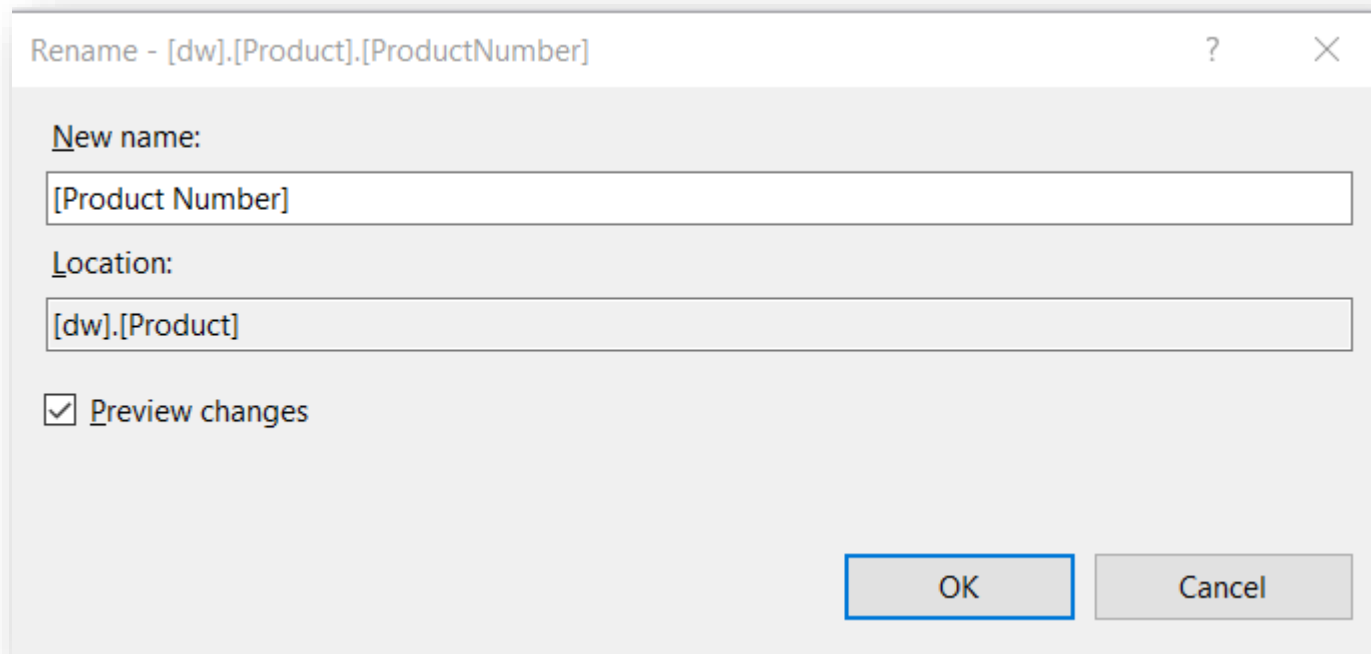 Rename - [dw].[Product].[ProductNumber] ?
New name:
[Product Number]
Location:
[dw].[Product]
Preview changes
OK Cancel